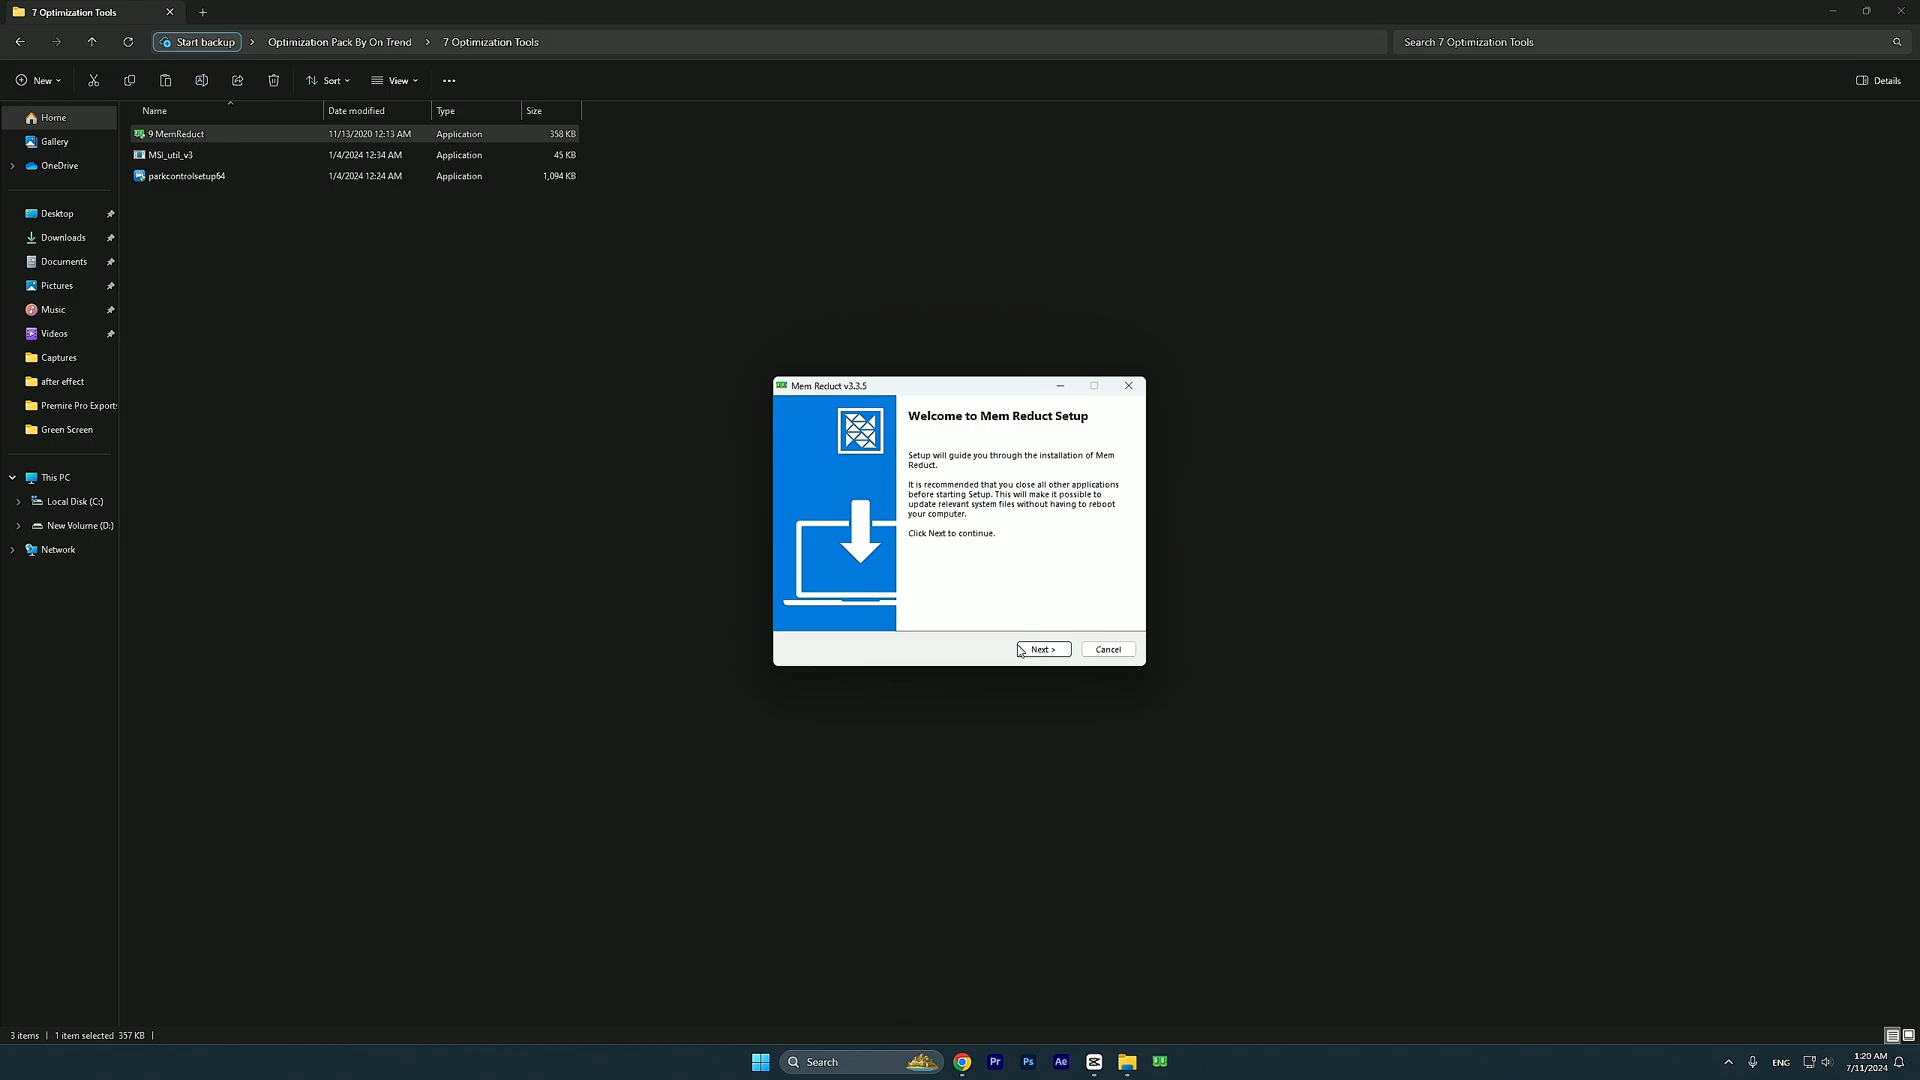 7 Optimization Tools
Start backup
Optimization Pack By On Trend
7 Optimization Tools
Search 7 Optimization Tools
New
Sort
View
Details
Name
Date modified
Type
Size
9 MemReduct
11/13/2020 12:13 AM
Application
358 KB
MSI_util_v3
1/4/2024 12:34 AM
Application
45 KB
parkcontrolsetup64
1/4/2024 12:24 AM
Application
1,094 KB
Home
Gallery
OneDrive
Desktop
Downloads
Documents
Pictures
Music
Videos
Captures
after effect
Premire Pro Exports
Green Screen
This PC
Local Disk (C:)
New Volume (D:)
Network
Mem Reduct v3.3.5
Welcome to Mem Reduct Setup
Setup will guide you through the installation of Mem
Reduct.
It is recommended that you close all other applications
before starting Setup. This will make it possible to
update relevant system files without having to reboot
your computer.
Click Next to continue.
Next >
Cancel
3 items
1 item selected 357 KB
Search
Pr
Ps
Ae
ENG
1:20 AM
7/11/2024